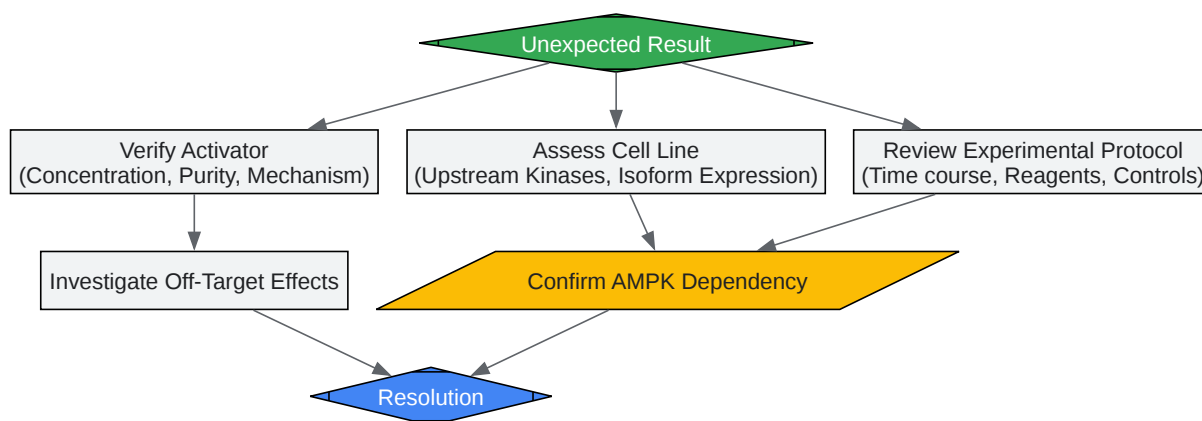 Unexpected Result
Verify Activator
(Concentration, Purity, Mechanism)
Assess Cell Line
(Upstream Kinases, Isoform Expression)
Review Experimental Protocol
(Time course, Reagents, Controls)
Investigate Off-Target Effects
Confirm AMPK Dependency
Resolution